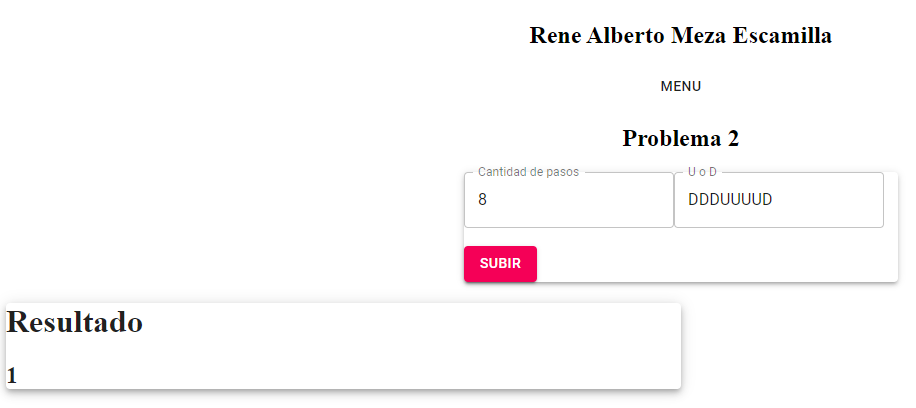 Rene Alberto Meza Escamilla
MENU
Problema 2
Cantidad de pasos U o D
8 DDDUUUUD
SUBIR
Resultado
1